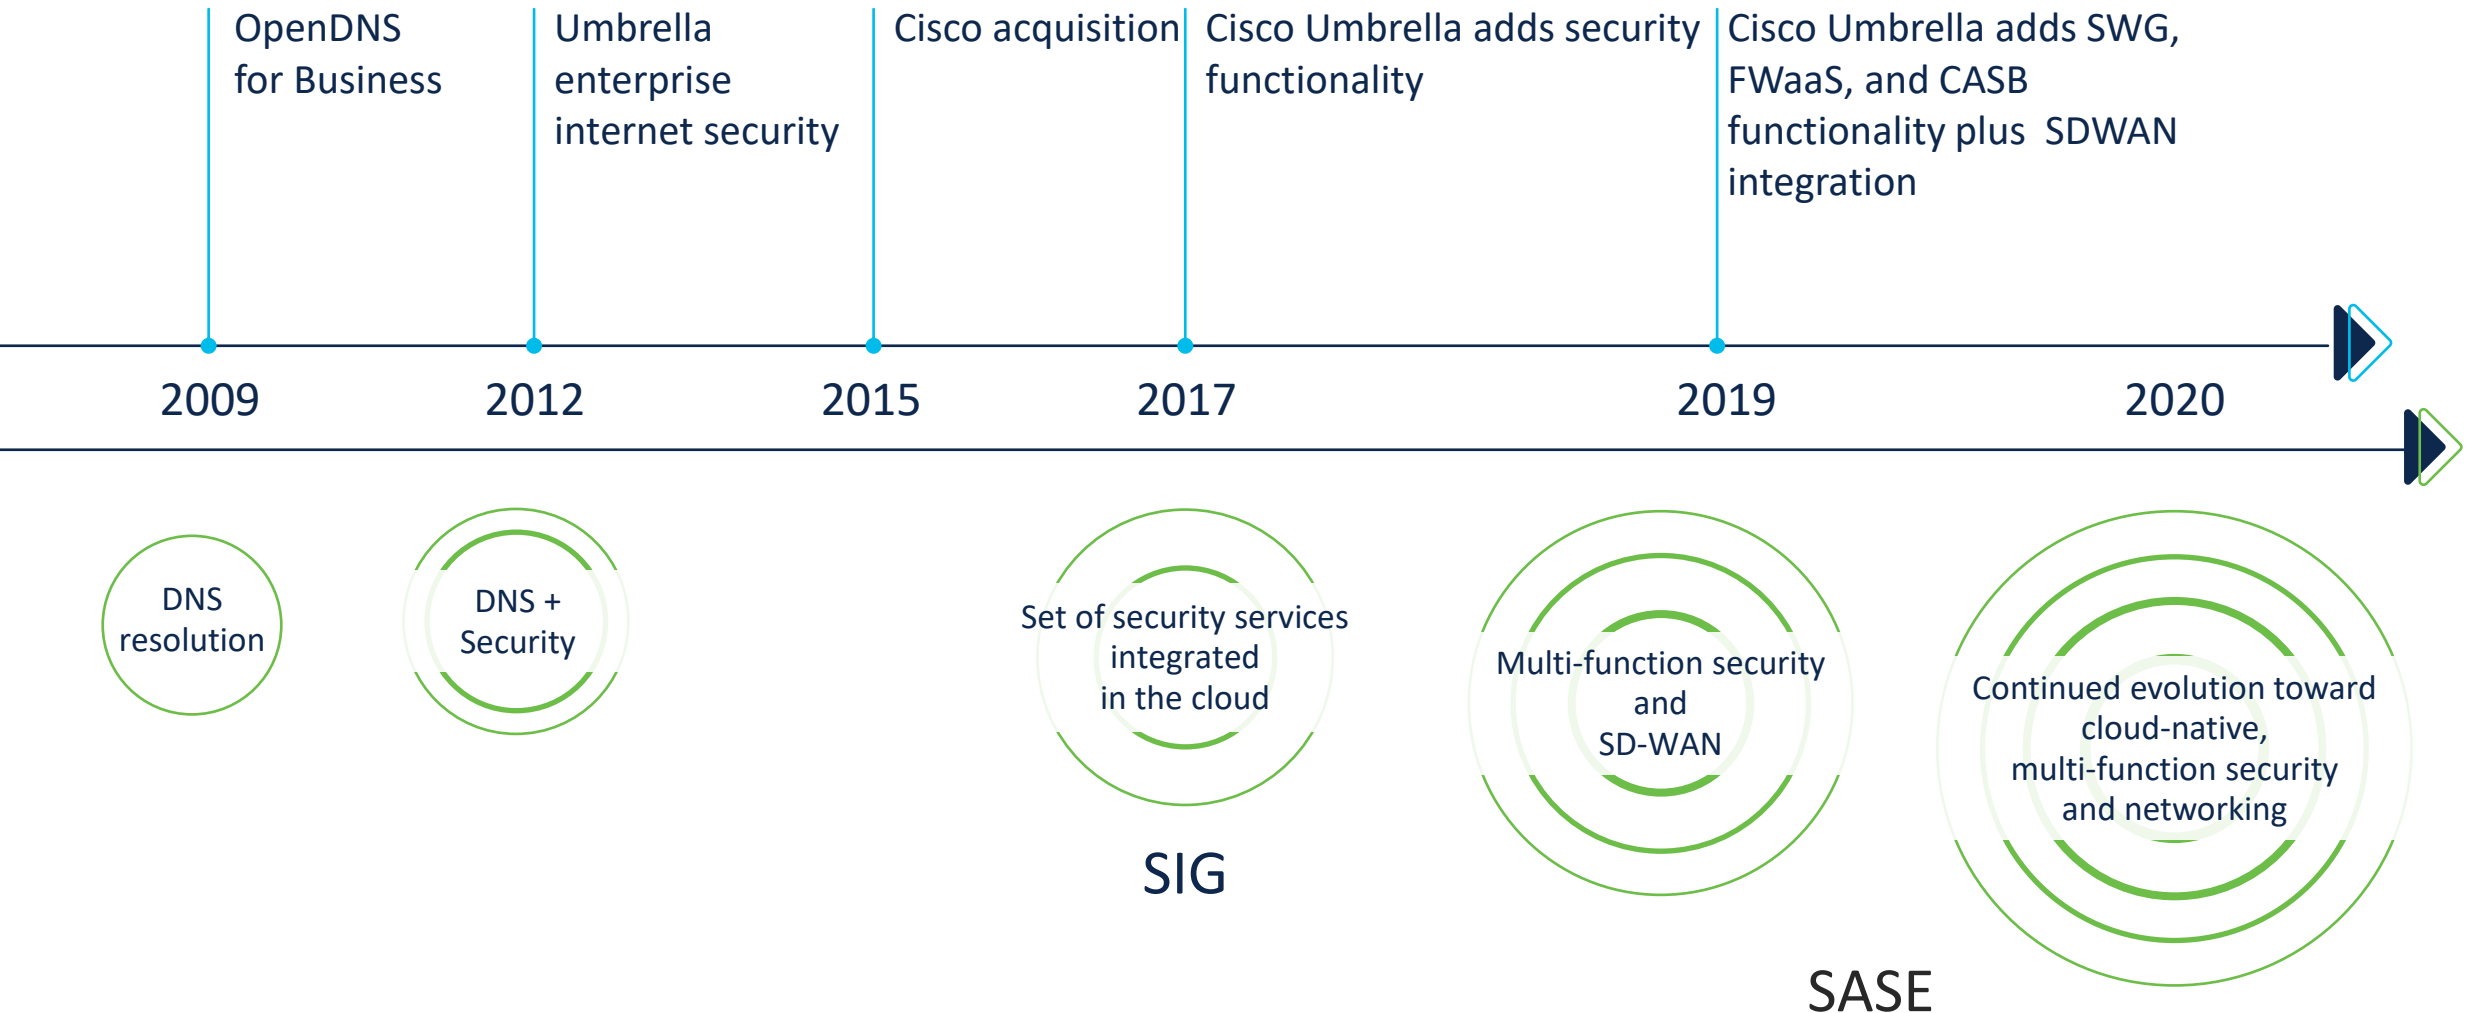 OpenDNS
for Business
Umbrella
enterprise
internet security
Cisco acquisition
Cisco Umbrella adds security
functionality
Cisco Umbrella adds SWG,
FWaaS, and CASB
functionality plus  SDWAN
integration
2009
2012
2015
2017
2019
2020
DNS
resolution
DNS +
Security
Set of security services
integrated
in the cloud
SIG
Multi-function security
and
SD-WAN
Continued evolution toward
cloud-native,
multi-function security
and networking
SASE